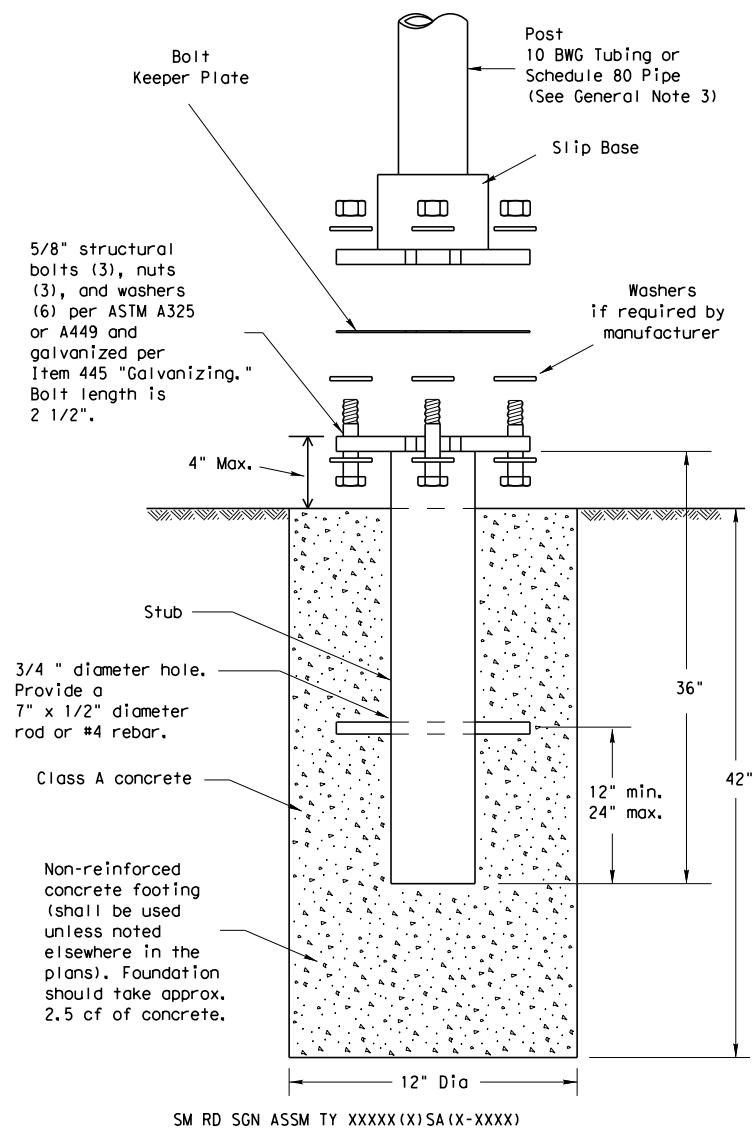 Post
10 BWG Tubing or
Schedule 80 Pipe
(See General Note 3)
Bolt
Keeper Plate
Slip Base
5/8" structural
bolts (3), nuts
(3), and washers
(6) per ASTM A325
or A449 and
galvanized per
Item 445 "Galvanizing."
Bolt length is
2 1/2".
Washers
if required by
manufacturer
4" Max.
Stub
3/4 " diameter hole.
Provide a
7" x 1/2" diameter
rod or #4 rebar.
36"
Class A concrete
12" min.
24" max.
42"
Non-reinforced
concrete footing
(shall be used
unless noted
elsewhere in the
plans). Foundation
should take approx.
2.5 cf of concrete.
12" Dia
SM RD SGN ASSM TY XXXXX(X)SA(X-XXXX)